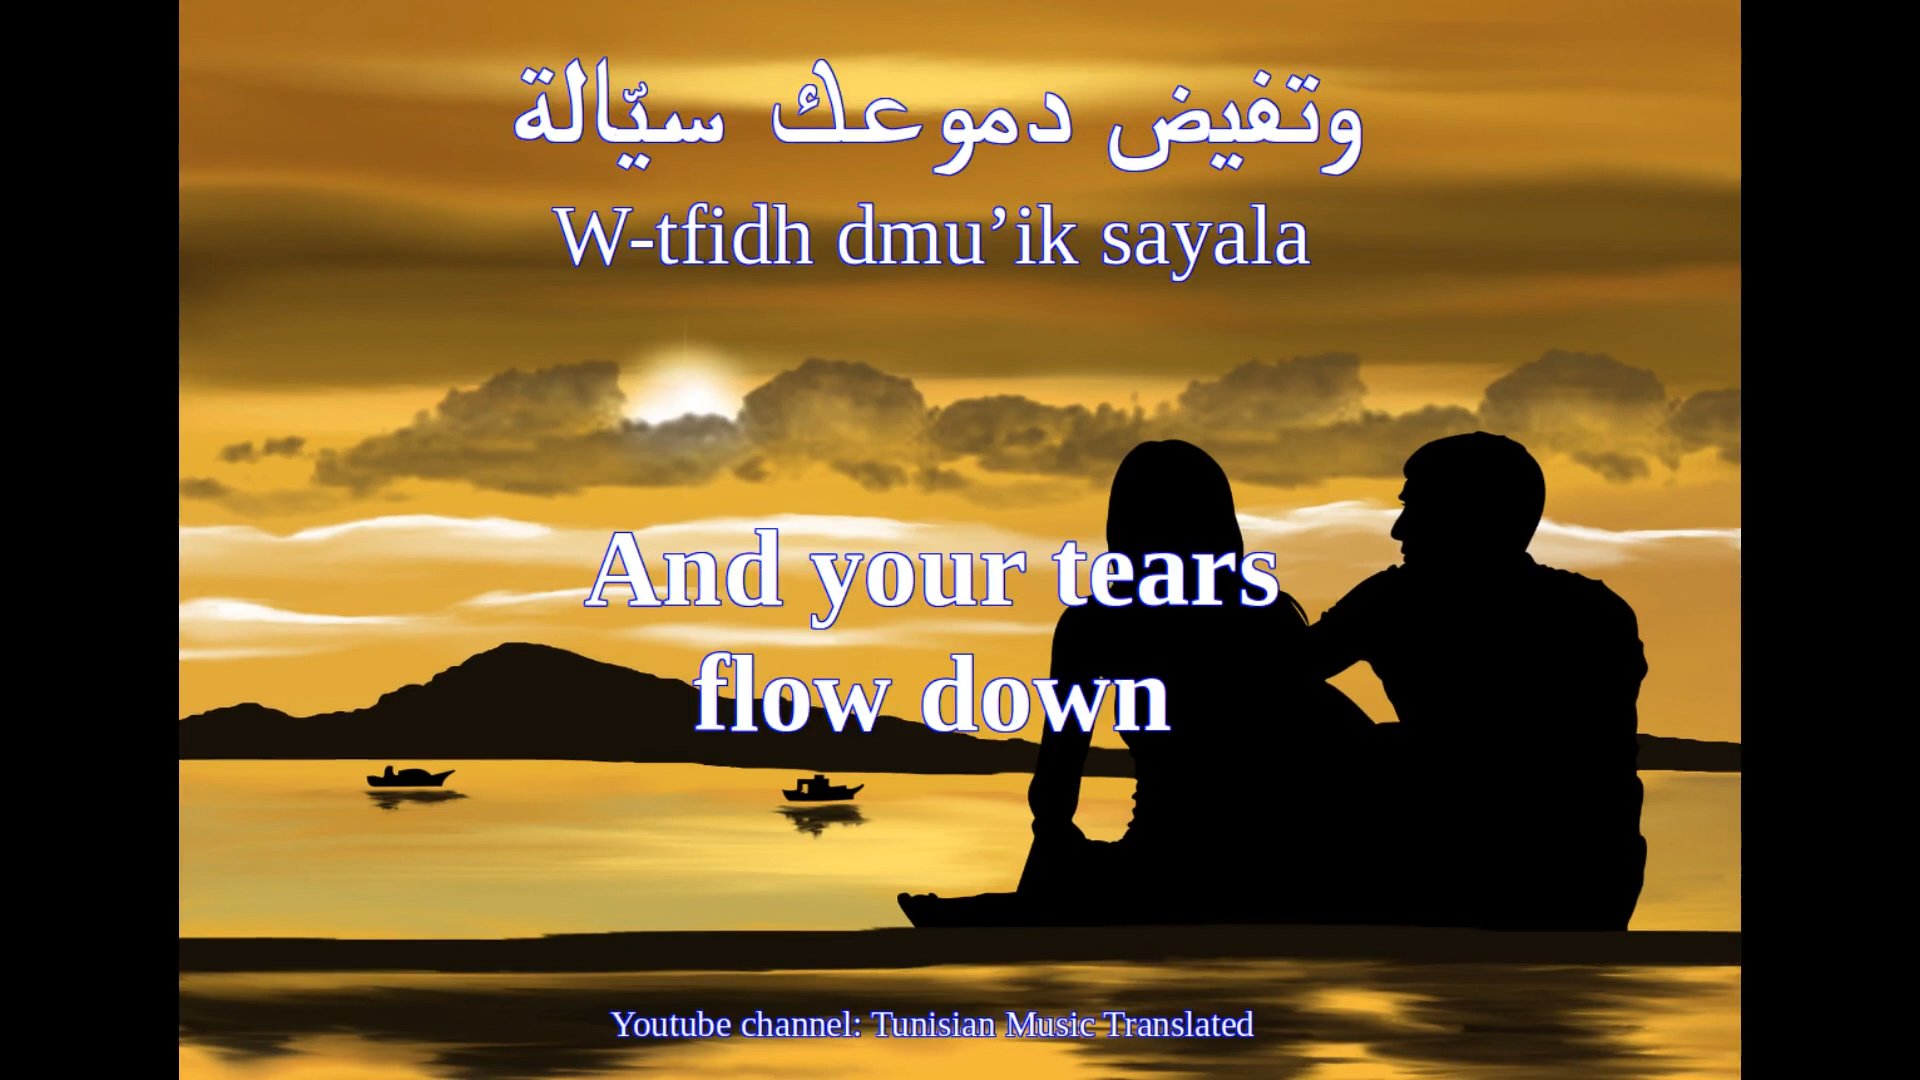 وتفيض دموعك سيّالة
W-tfidh dmu’ik sayala
And your tears
flow down
Youtube channel: Tunisian Music Translated